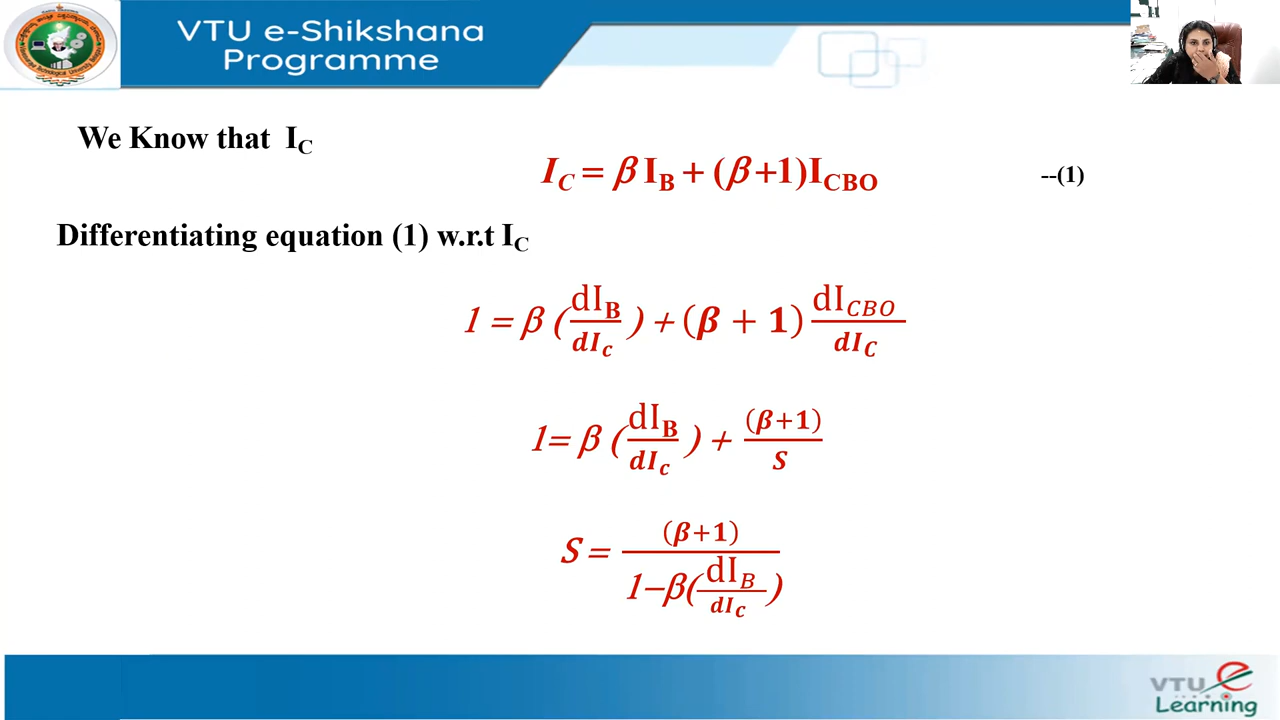 VTU e-Shikshana
Programme
We Know that I_C
I_C = β I_B + (β+1)I_CBO --(1)
Differentiating equation (1) w.r.t I_C
1 = β (dI_B/dI_c) + (β + 1) dI_CBO/dI_C
1= β (dI_B/dI_c) + (β+1)/S
S = (β+1)/(1−β(dI_B/dI_C))
VTU e
Learning